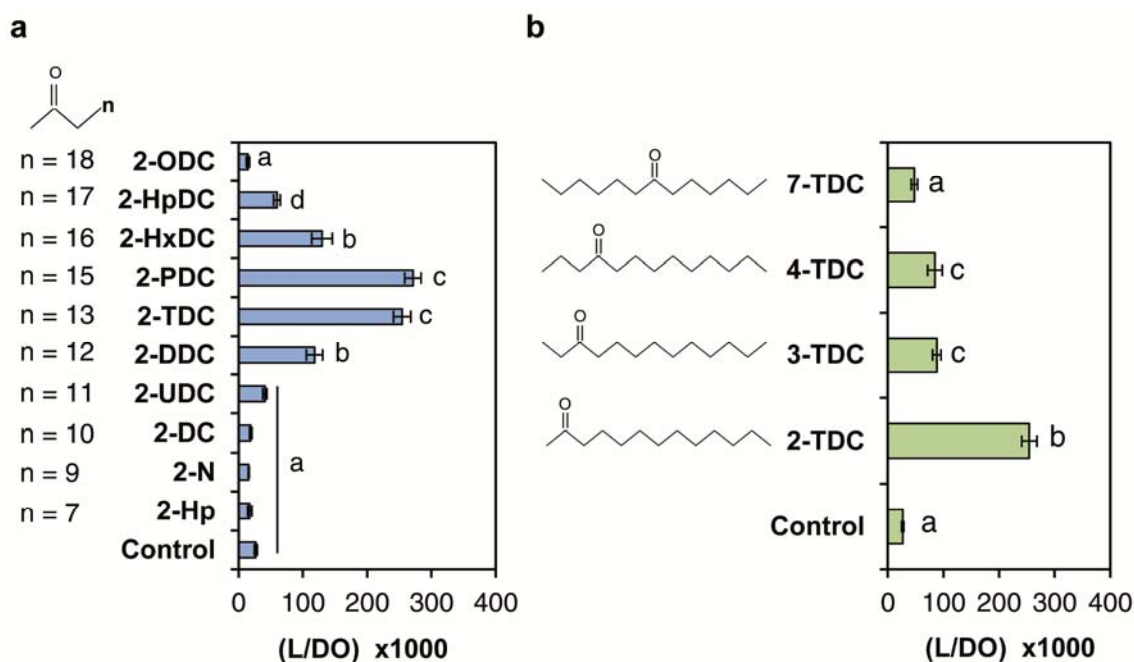 a
O
n
n = 18 2-ODC a
n = 17 2-HpDC d
n = 16 2-HxDC b
n = 15 2-PDC c
n = 13 2-TDC c
n = 12 2-DDC b
n = 11 2-UDC
n = 10 2-DC
n = 9 2-N
n = 7 2-Hp
Control
a
0 100 200 300 400
(L/DO) x1000
b
O
7-TDC a
O
4-TDC c
O
3-TDC c
O
2-TDC b
Control a
0 100 200 300 400
(L/DO) x1000